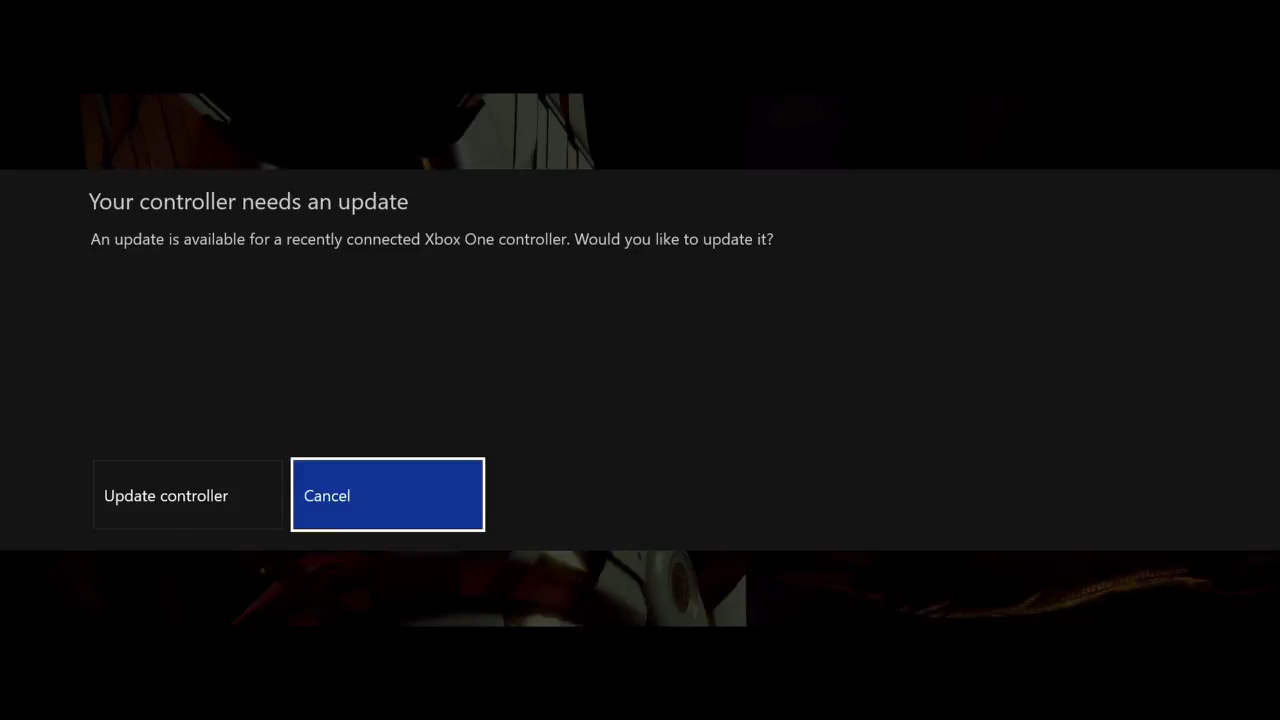 Your controller needs an update
An update is available for a recently connected Xbox One controller. Would you like to update it?
Update controller
Cancel